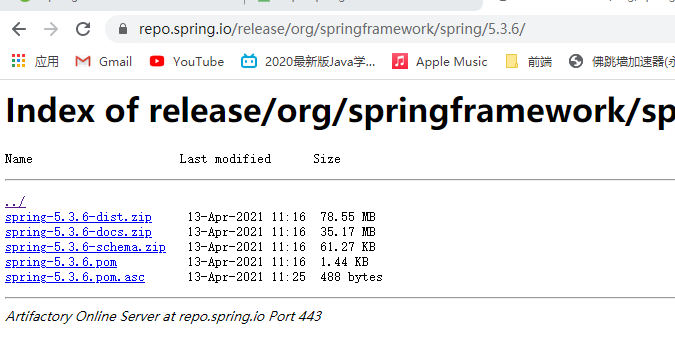 repo.spring.io/release/org/springframework/spring/5.3.6/
应用 Gmail YouTube 2020最新版Java学... Apple Music 前端 佛跳墙加速器(永
Index of release/org/springframework/sp
Name Last modified Size
../
spring-5.3.6-dist.zip 13-Apr-2021 11:16 78.55 MB
spring-5.3.6-docs.zip 13-Apr-2021 11:16 35.17 MB
spring-5.3.6-schema.zip 13-Apr-2021 11:16 61.27 KB
spring-5.3.6.pom 13-Apr-2021 11:16 1.44 KB
spring-5.3.6.pom.asc 13-Apr-2021 11:25 488 bytes
Artifactory Online Server at repo.spring.io Port 443